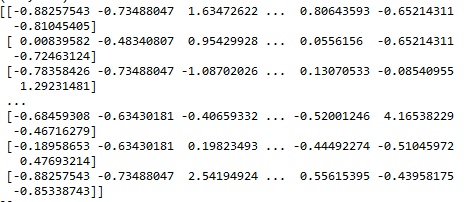 [[-0.88257543 -0.73488047  1.63472622 ...  0.80643593 -0.65214311
  -0.81045405]
 [ 0.00839582 -0.48340807  0.95429928 ...  0.0556156  -0.65214311
  -0.72463124]
 [-0.78358426 -0.73488047 -1.08702026 ...  0.13070533 -0.08540955
   1.29231481]
 ...
 [-0.68459308 -0.63430181 -0.40659332 ... -0.52001246  4.16538229
  -0.46716279]
 [-0.18958653 -0.63430181  0.19823493 ... -0.44492274 -0.51045972
   0.47693214]
 [-0.88257543 -0.73488047  2.54194924 ...  0.55615395 -0.43958175
  -0.85338743]]